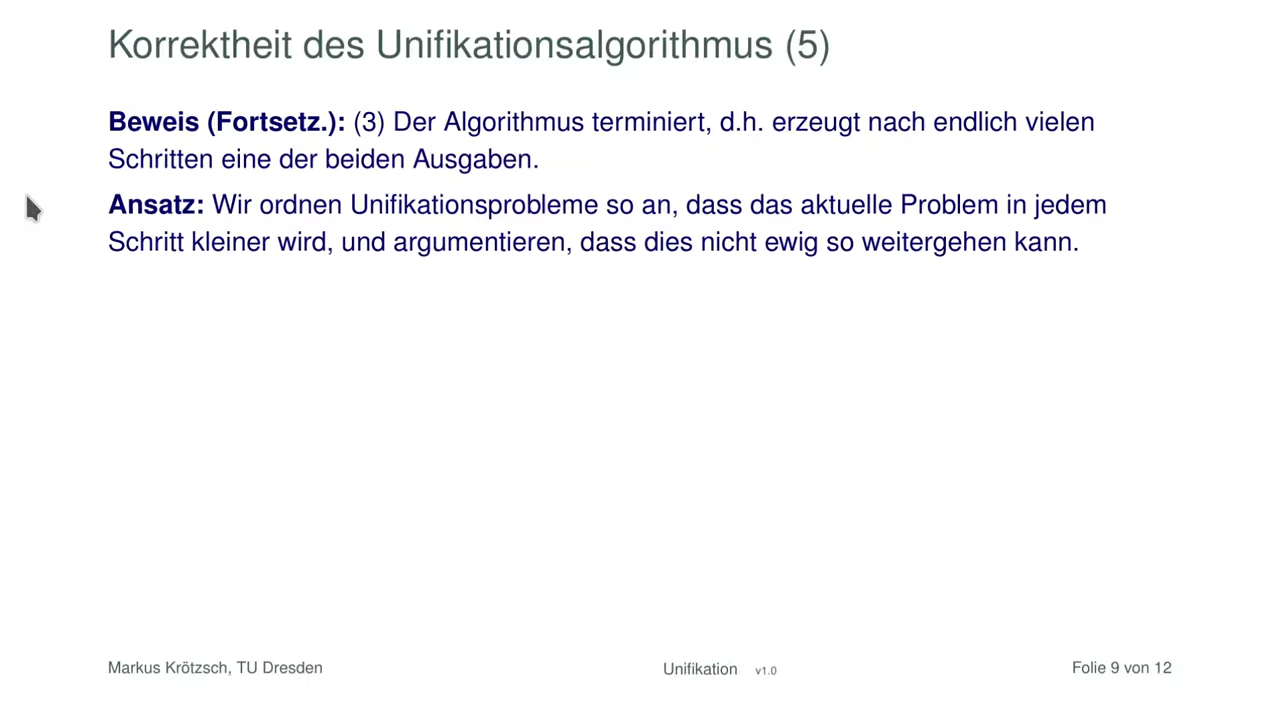 Korrektheit des Unifikationsalgorithmus (5)
Beweis (Fortsetz.): (3) Der Algorithmus terminiert, d.h. erzeugt nach endlich vielen
Schritten eine der beiden Ausgaben.
Ansatz: Wir ordnen Unifikationsprobleme so an, dass das aktuelle Problem in jedem
Schritt kleiner wird, und argumentieren, dass dies nicht ewig so weitergehen kann.
Markus Krötzsch, TU Dresden
Unifikation v1.0
Folie 9 von 12